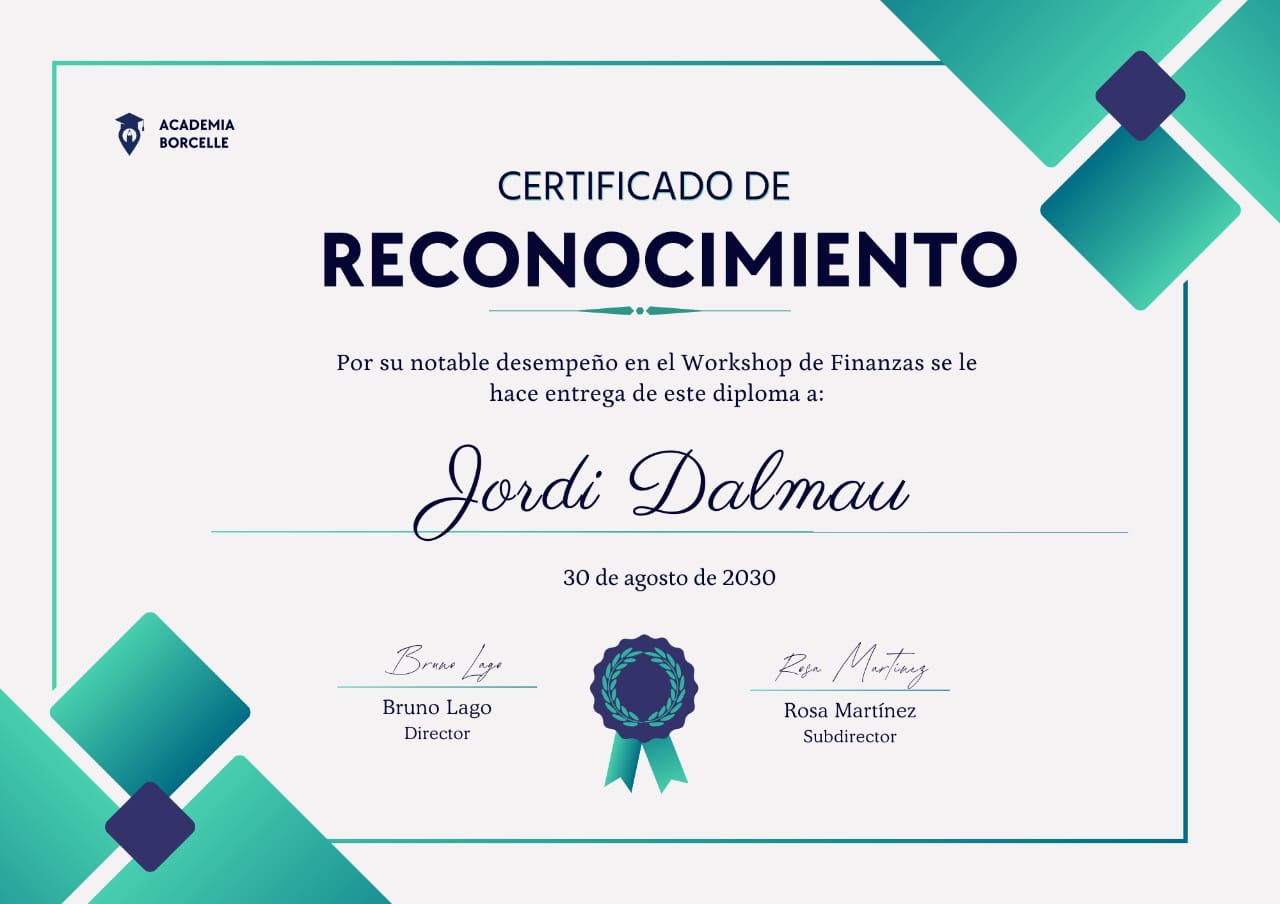 ACADEMIA
BORCELLE
CERTIFICADO DE
RECONOCIMIENTO
Por su notable desempeño en el Workshop de Finanzas se le
hace entrega de este diploma a:
Jordi Dalmau
30 de agosto de 2030
Bruno Lago
Rosa Martínez
Bruno Lago
Director
Rosa Martínez
Subdirector